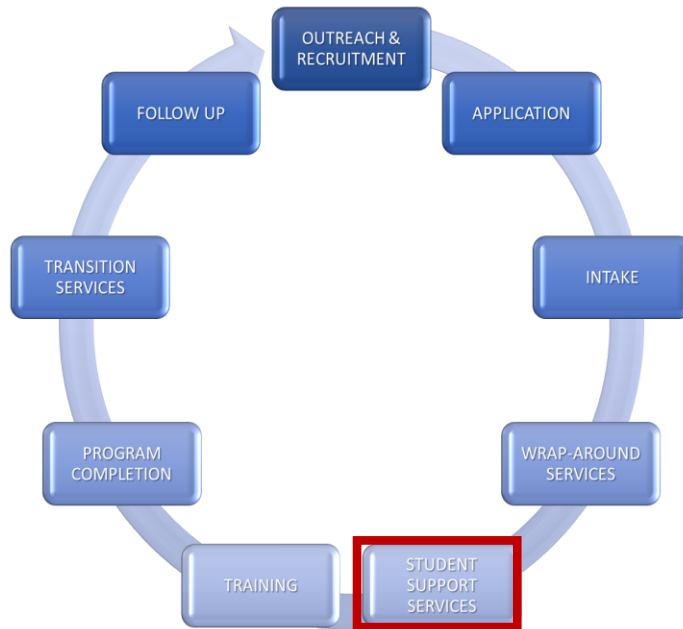 OUTREACH &
RECRUITMENT
APPLICATION
INTAKE
WRAP-AROUND
SERVICES
STUDENT
SUPPORT
SERVICES
TRAINING
PROGRAM
COMPLETION
TRANSITION
SERVICES
FOLLOW UP